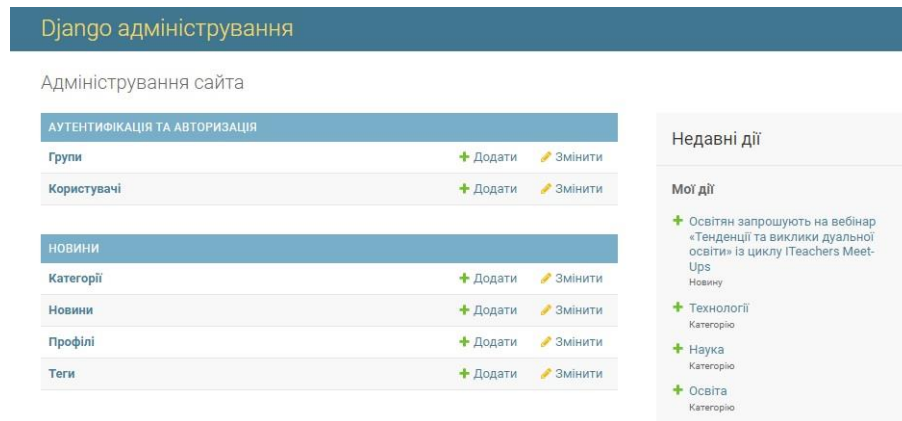 Django адміністрування
Адміністрування сайта
АУТЕНТИФІКАЦІЯ ТА АВТОРИЗАЦІЯ
Групи Додати Змінити
Користувачі Додати Змінити
НОВИНИ
Категорії Додати Змінити
Новини Додати Змінити
Профілі Додати Змінити
Теги Додати Змінити
Недавні дії
Мої дії
Освітян запрошують на вебінар
«Тенденції та виклики дуальної
освіти» із циклу ITeachers Meet-
Ups
Новину
Технології
Категорію
Наука
Категорію
Освіта
Категорію